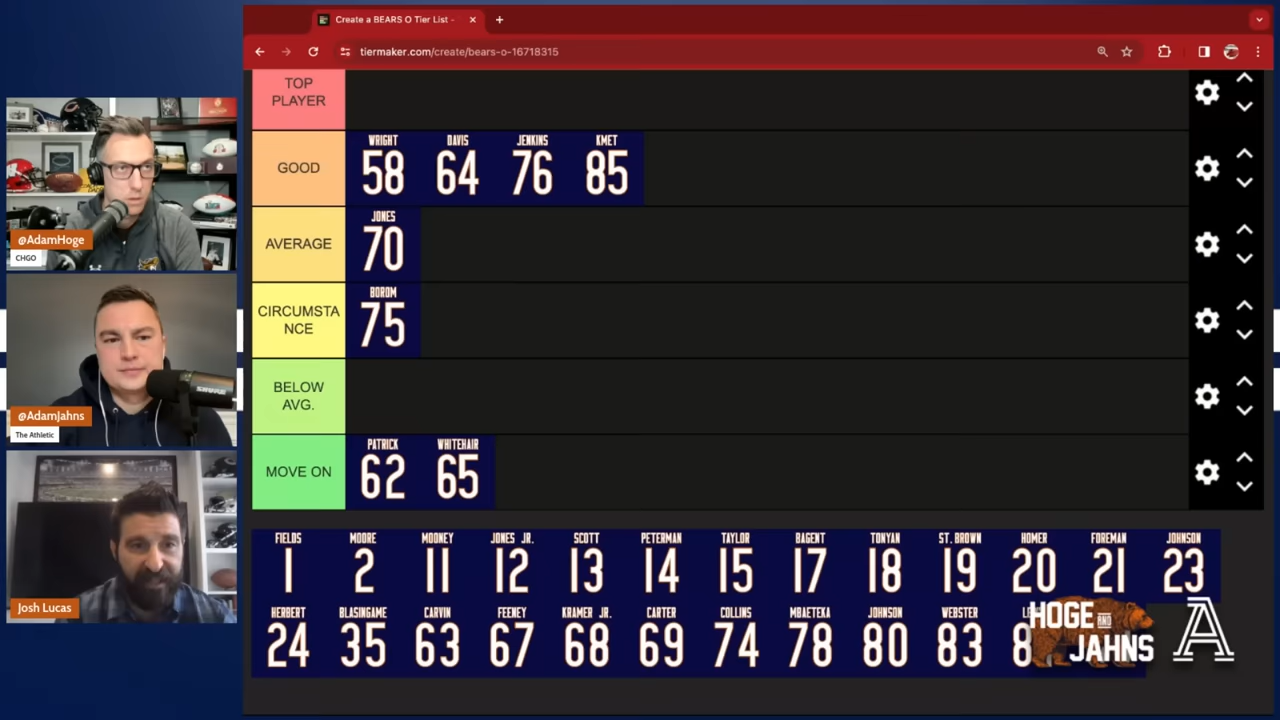 Create a BEARS O Tier List -
tiermaker.com/create/bears-o-16718315
TOP
PLAYER
GOOD
WRIGHT DAVIS JENKINS KMET
58 64 76 85
AVERAGE
JONES
70
CIRCUMSTA
NCE
BOROM
75
BELOW
AVG.
MOVE ON
PATRICK WHITEHAIR
62 65
FIELDS MOORE MOONEY JONES JR. SCOTT PETERMAN TAYLOR BAGENT TONYAN ST. BROWN HOMER FOREMAN JOHNSON
1 2 11 12 13 14 15 17 18 19 20 21 23
HERBERT BLASINGAME CARVIN FEENEY KRAMER JR. CARTER COLLINS MBAETEKA JOHNSON WEBSTER
24 35 63 67 68 69 74 78 80 83
@AdamHoge
CHGO
@AdamJahns
The Athletic
SHURE
Josh Lucas
HOGE AND
JAHNS
A